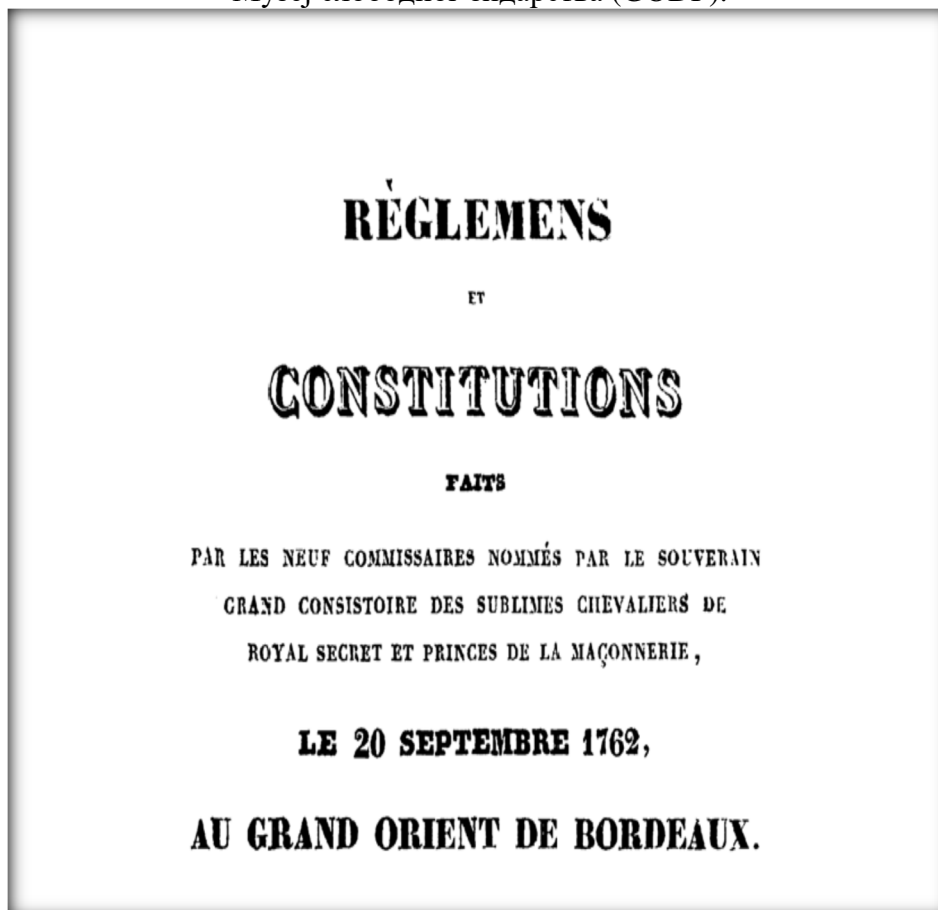 RÈGLEMENS
ET
CONSTITUTIONS
FAITS
PAR LES NEUF COMMISSAIRES NOMMÉS PAR LE SOUVERAIN
GRAND CONSISTOIRE DES SUBLIMES CHEVALIERS DE
ROYAL SECRET ET PRINCES DE LA MAÇONNERIE,
LE 20 SEPTEMBRE 1762,
AU GRAND ORIENT DE BORDEAUX.